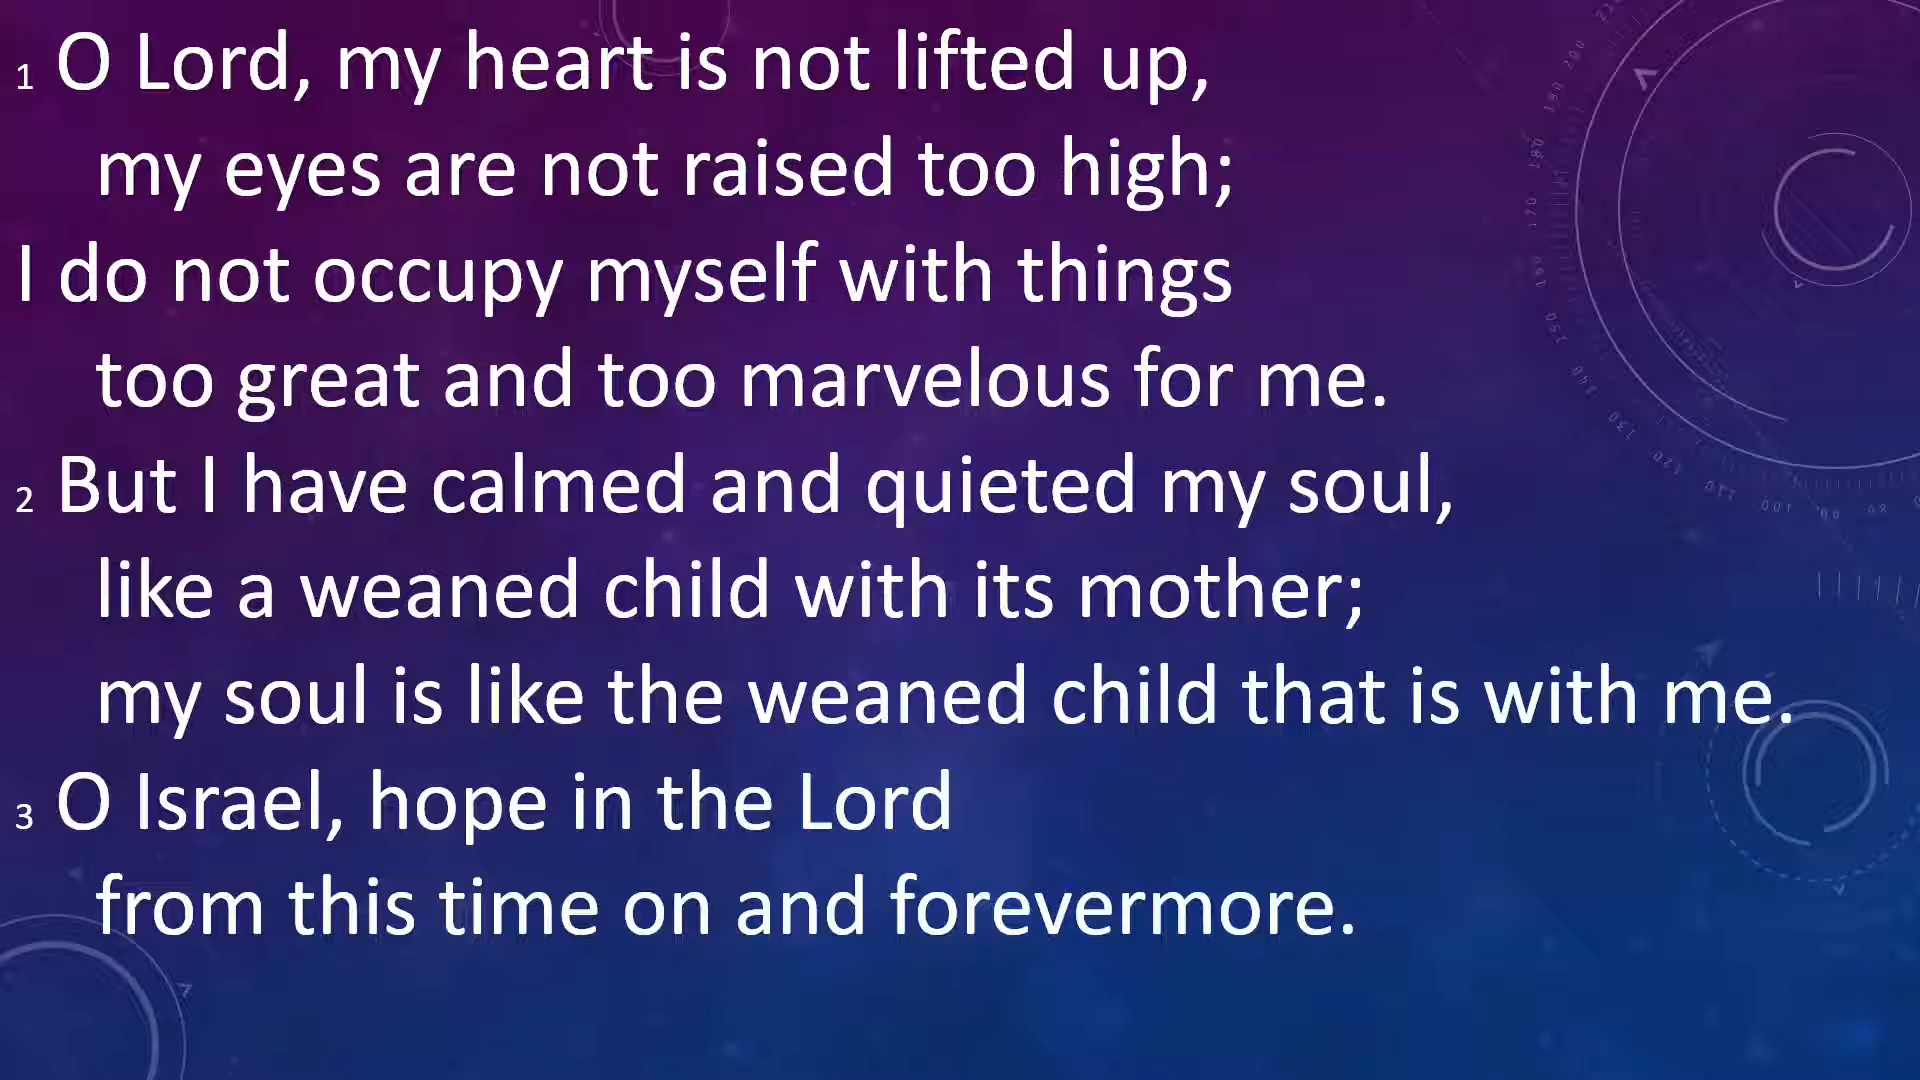 1 O Lord, my heart is not lifted up,
my eyes are not raised too high;
I do not occupy myself with things
too great and too marvelous for me.
2 But I have calmed and quieted my soul,
like a weaned child with its mother;
my soul is like the weaned child that is with me.
3 O Israel, hope in the Lord
from this time on and forevermore.